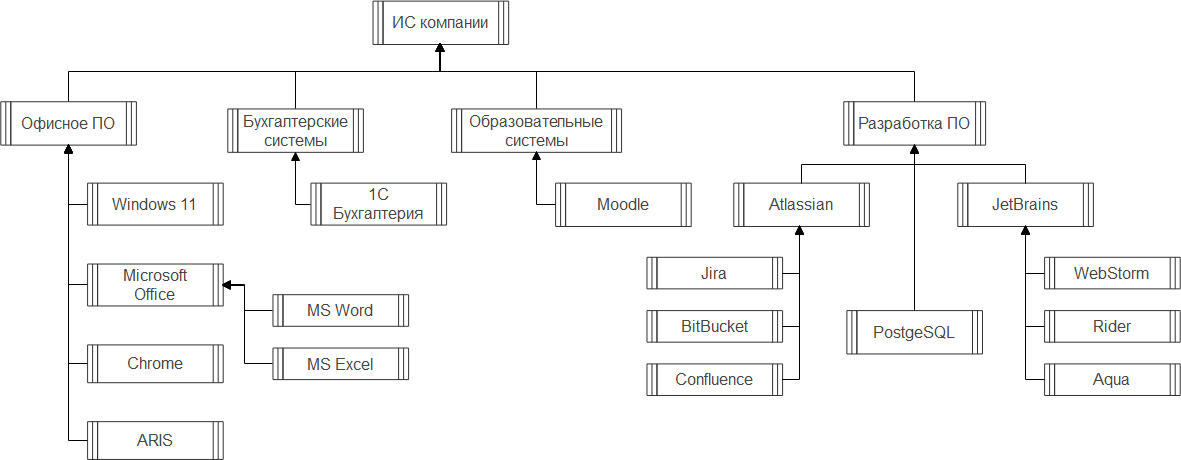 ИС компании
Офисное ПО
Бухгалтерские
системы
Образовательные
системы
Разработка ПО
Windows 11
1С
Бухгалтерия
Moodle
Atlassian
JetBrains
Microsoft
Office
Jira
WebStorm
MS Word
BitBucket
PostgeSQL
Rider
Chrome
MS Excel
Confluence
Aqua
ARIS